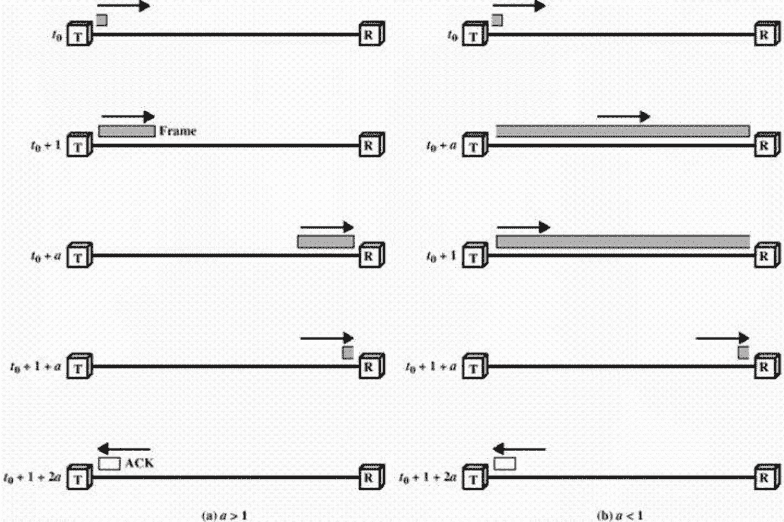 t0 T R t0 T R
t0 + 1 T Frame R t0 + a T R
t0 + a T R t0 + 1 T R
t0 + 1 + a T R t0 + 1 + a T R
t0 + 1 + 2a T ACK R t0 + 1 + 2a T R
(a) a > 1 (b) a < 1